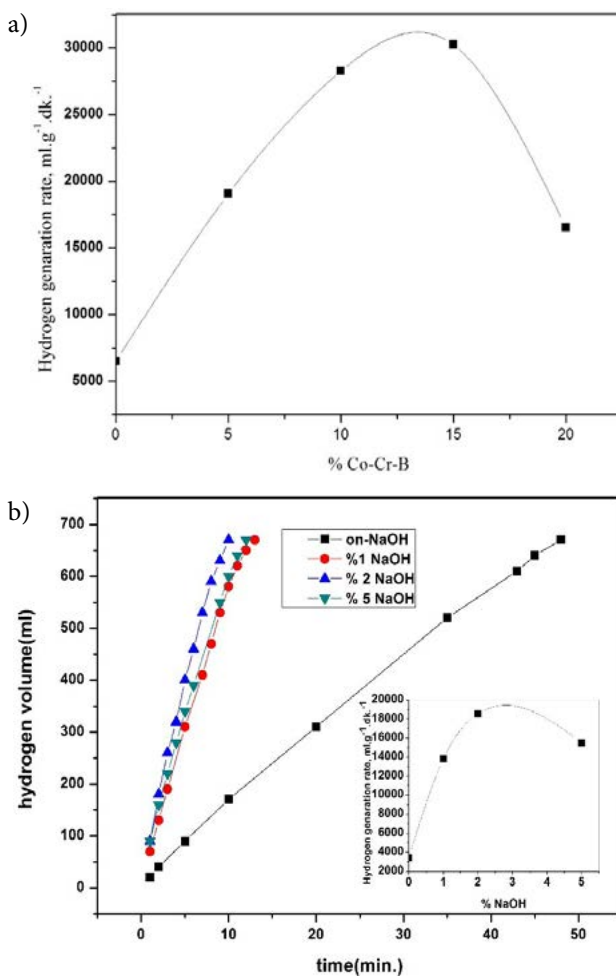 a)
30000
25000
20000
15000
10000
5000
Hydrogen genaration rate, ml.g-1.dk.-1
0 5 10 15 20
% Co-Cr-B
b)
700
600
500
400
300
200
100
0
hydrogen volume(ml)
on-NaOH
%1 NaOH
% 2 NaOH
% 5 NaOH
20000
18000
16000
14000
12000
10000
8000
6000
4000
2000
Hydrogen genaration rate, ml.g-1.dk.-1
0 1 2 3 4 5
% NaOH
0 10 20 30 40 50
time(min.)